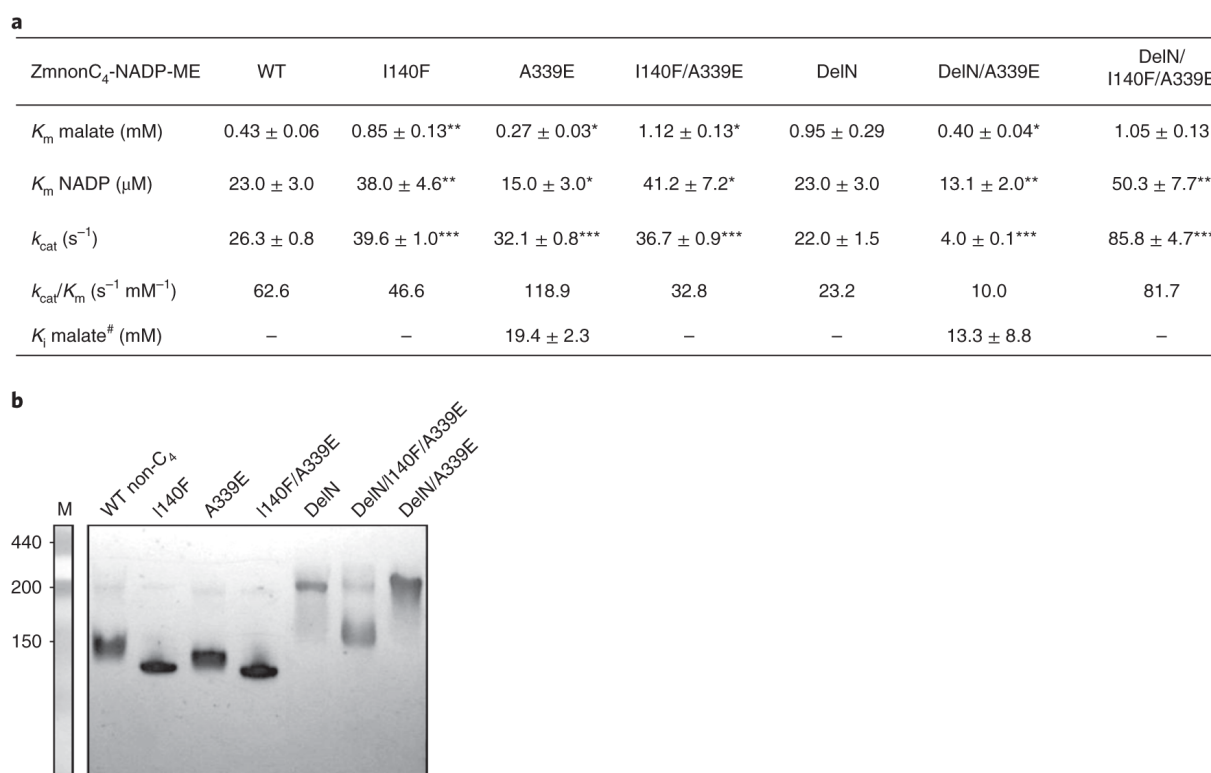 a
ZmnonC₄-NADP-ME WT I140F A339E I140F/A339E DelN DelN/A339E DelN/
I140F/A339E
Kₘ malate (mM) 0.43 ± 0.06 0.85 ± 0.13** 0.27 ± 0.03* 1.12 ± 0.13* 0.95 ± 0.29 0.40 ± 0.04* 1.05 ± 0.13
Kₘ NADP (μM) 23.0 ± 3.0 38.0 ± 4.6** 15.0 ± 3.0* 41.2 ± 7.2* 23.0 ± 3.0 13.1 ± 2.0** 50.3 ± 7.7**
k_cat (s⁻¹) 26.3 ± 0.8 39.6 ± 1.0*** 32.1 ± 0.8*** 36.7 ± 0.9*** 22.0 ± 1.5 4.0 ± 0.1*** 85.8 ± 4.7***
k_cat/Kₘ (s⁻¹ mM⁻¹) 62.6 46.6 118.9 32.8 23.2 10.0 81.7
Kᵢ malate# (mM) – – 19.4 ± 2.3 – – 13.3 ± 8.8 –
b
M WT non-C₄ I140F A339E I140F/A339E DelN DelN/I140F/A339E DelN/A339E
440
200
150